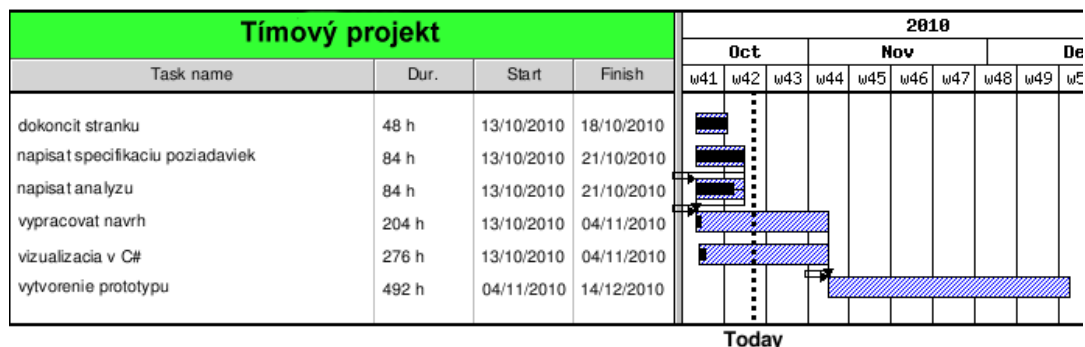 Tímový projekt
2010
Oct Nov De
Task name Dur. Start Finish
w41 w42 w43 w44 w45 w46 w47 w48 w49 w5
dokoncit stranku 48 h 13/10/2010 18/10/2010
napisat specifikaciu poziadaviek 84 h 13/10/2010 21/10/2010
napisat analyzu 84 h 13/10/2010 21/10/2010
vypracovat navrh 204 h 13/10/2010 04/11/2010
vizualizacia v C# 276 h 13/10/2010 04/11/2010
vytvorenie prototypu 492 h 04/11/2010 14/12/2010
Today